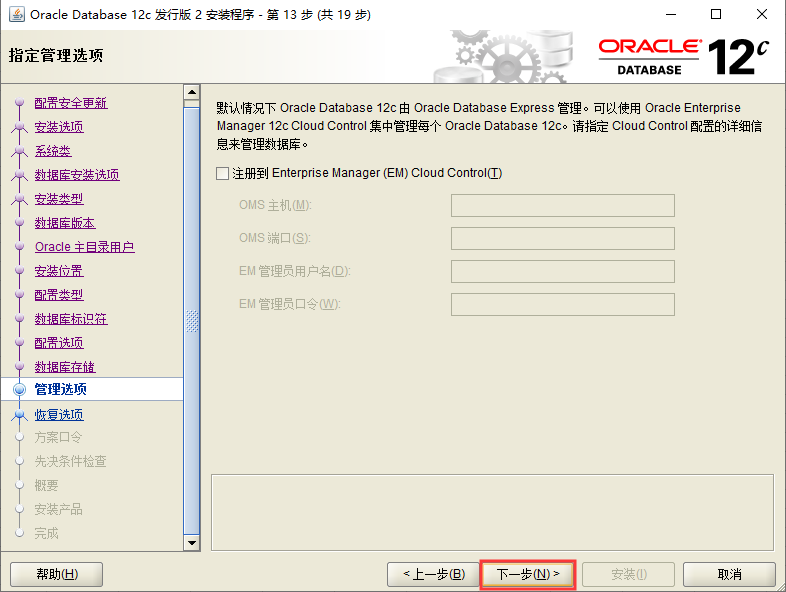 Oracle Database 12c 发行版 2 安装程序 - 第 13 步 (共 19 步)
指定管理选项
ORACLE
DATABASE
12c
配置安全更新
安装选项
系统类
数据库安装选项
安装类型
数据库版本
Oracle 主目录用户
安装位置
配置类型
数据库标识符
配置选项
数据库存储
管理选项
恢复选项
方案口令
先决条件检查
概要
安装产品
完成
默认情况下 Oracle Database 12c 由 Oracle Database Express 管理。可以使用 Oracle Enterprise
Manager 12c Cloud Control 集中管理每个 Oracle Database 12c。请指定 Cloud Control 配置的详细信
息来管理数据库。
注册到 Enterprise Manager (EM) Cloud Control(T)
OMS 主机(M):
OMS 端口(S):
EM 管理员用户名(D):
EM 管理员口令(W):
帮助(H)
< 上一步(B)
下一步(N) >
安装(I)
取消